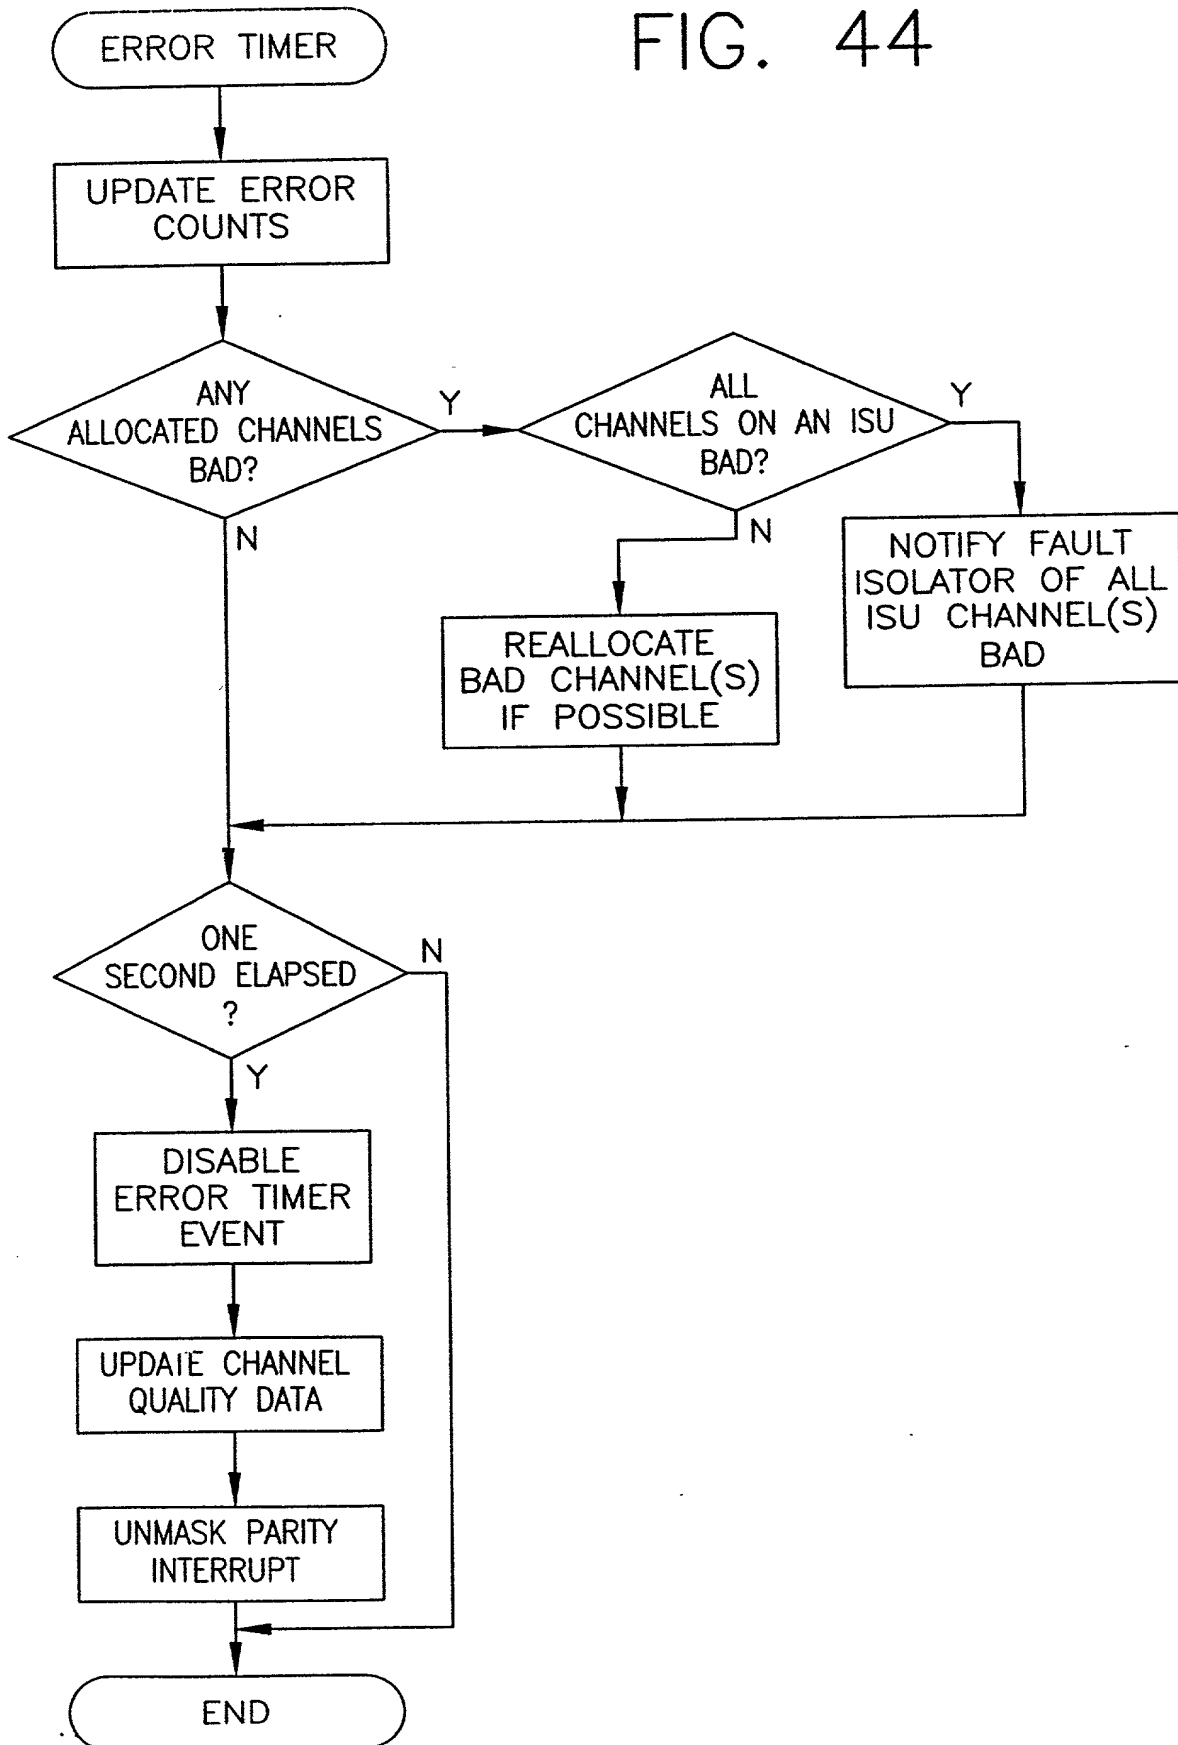 FIG. 44
ERROR TIMER
UPDATE ERROR
COUNTS
ANY
ALLOCATED CHANNELS
BAD?
Y
N
ALL
CHANNELS ON AN ISU
BAD?
Y
N
NOTIFY FAULT
ISOLATOR OF ALL
ISU CHANNEL(S)
BAD
REALLOCATE
BAD CHANNEL(S)
IF POSSIBLE
ONE
SECOND ELAPSED
?
N
Y
DISABLE
ERROR TIMER
EVENT
UPDATE CHANNEL
QUALITY DATA
UNMASK PARITY
INTERRUPT
END